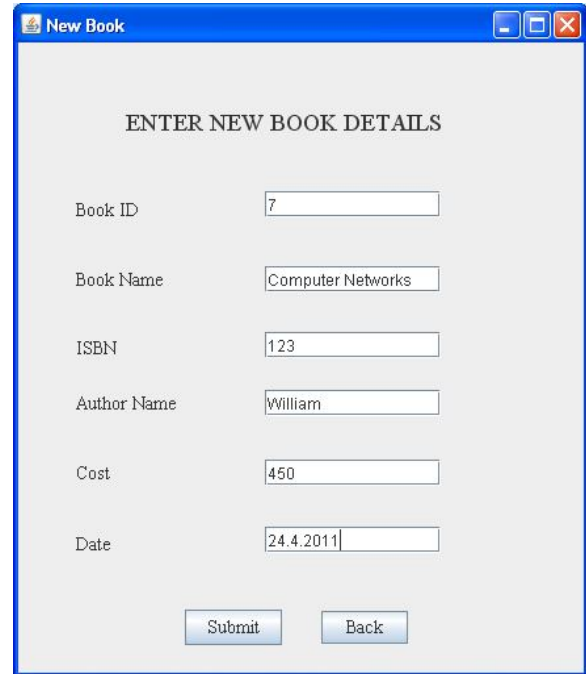 New Book
ENTER NEW BOOK DETAILS
Book ID 7
Book Name Computer Networks
ISBN 123
Author Name William
Cost 450
Date 24.4.2011
Submit Back